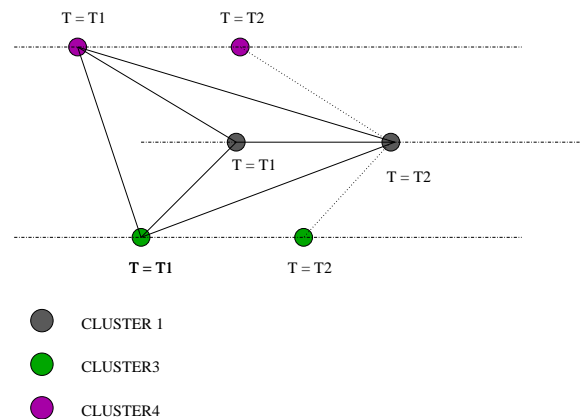 T = T1
T = T2
T = T1
T = T2
T = T1
T = T2
CLUSTER 1
CLUSTER3
CLUSTER4